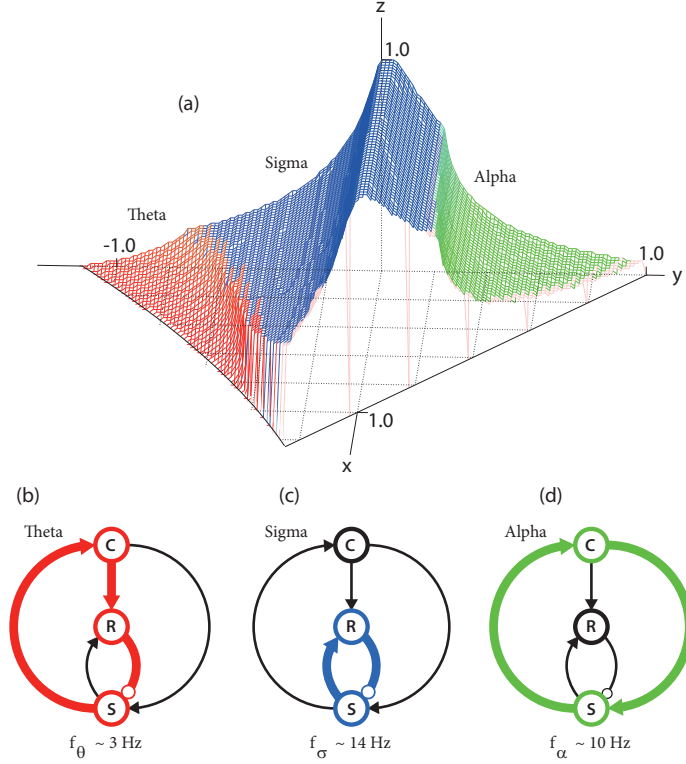 z
1.0
(a)
Sigma
Alpha
Theta
-1.0
1.0
y
1.0
x
(b)
(c)
(d)
Theta
Sigma
Alpha
C
C
C
R
R
R
S
S
S
f_θ ~ 3 Hz
f_σ ~ 14 Hz
f_α ~ 10 Hz